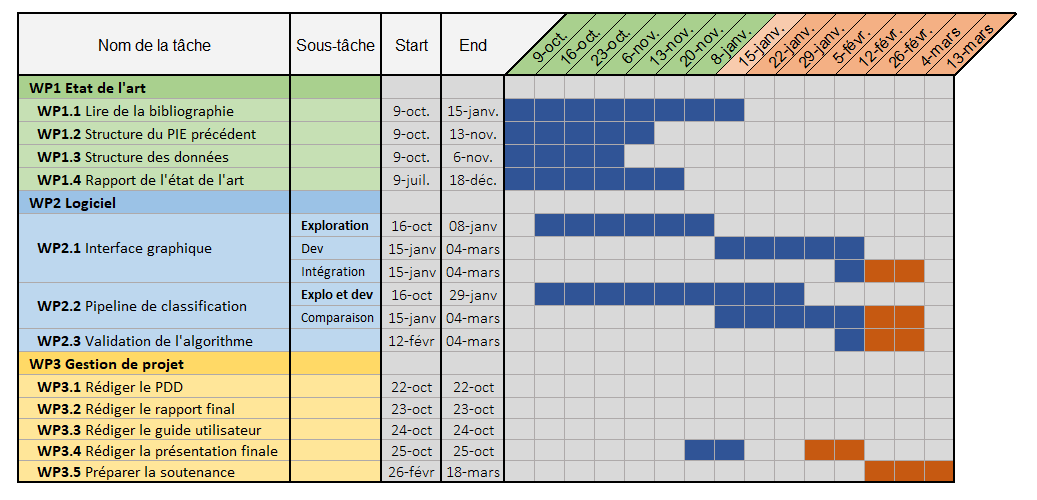 Nom de la tâche Sous-tâche Start End 9-oct. 16-oct. 23-oct. 6-nov. 13-nov. 20-nov. 8-janv. 15-janv. 22-janv. 29-janv. 5-févr. 12-févr. 26-févr. 4-mars 13-mars
WP1 Etat de l'art
WP1.1 Lire de la bibliographie 9-oct. 15-janv.
WP1.2 Structure du PIE précédent 9-oct. 13-nov.
WP1.3 Structure des données 9-oct. 6-nov.
WP1.4 Rapport de l'état de l'art 9-juil. 18-déc.
WP2 Logiciel
Exploration 16-oct 08-janv
WP2.1 Interface graphique Dev 15-janv 04-mars
Intégration 15-janv 04-mars
WP2.2 Pipeline de classification Explo et dev 16-oct 29-janv
Comparaison 15-janv 04-mars
WP2.3 Validation de l'algorithme 12-févr 04-mars
WP3 Gestion de projet
WP3.1 Rédiger le PDD 22-oct 22-oct
WP3.2 Rédiger le rapport final 23-oct 23-oct
WP3.3 Rédiger le guide utilisateur 24-oct 24-oct
WP3.4 Rédiger la présentation finale 25-oct 25-oct
WP3.5 Préparer la soutenance 26-févr 18-mars